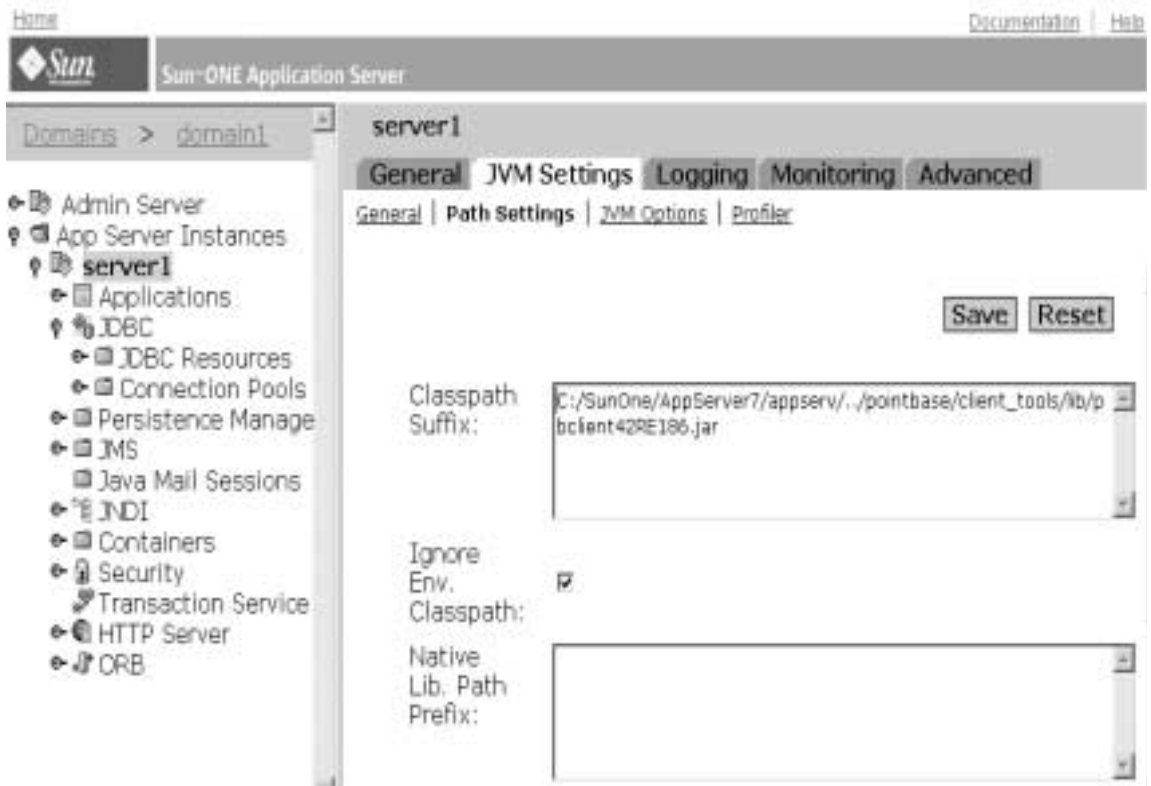 Home
Documentation | Help
Sun
Sun ONE Application Server
Domains > domain1
Admin Server
App Server Instances
server1
Applications
JDBC
JDBC Resources
Connection Pools
Persistence Manage
JMS
Java Mail Sessions
JNDI
Containers
Security
Transaction Service
HTTP Server
ORB
server1
General JVM Settings Logging Monitoring Advanced
General | Path Settings | JVM Options | Profiler
Save Reset
Classpath
Suffix:
C:/SunOne/AppServer7/appserv/../pointbase/client_tools/lib/p
bclient42RE186.jar
Ignore
Env.
Classpath:
Native
Lib. Path
Prefix: